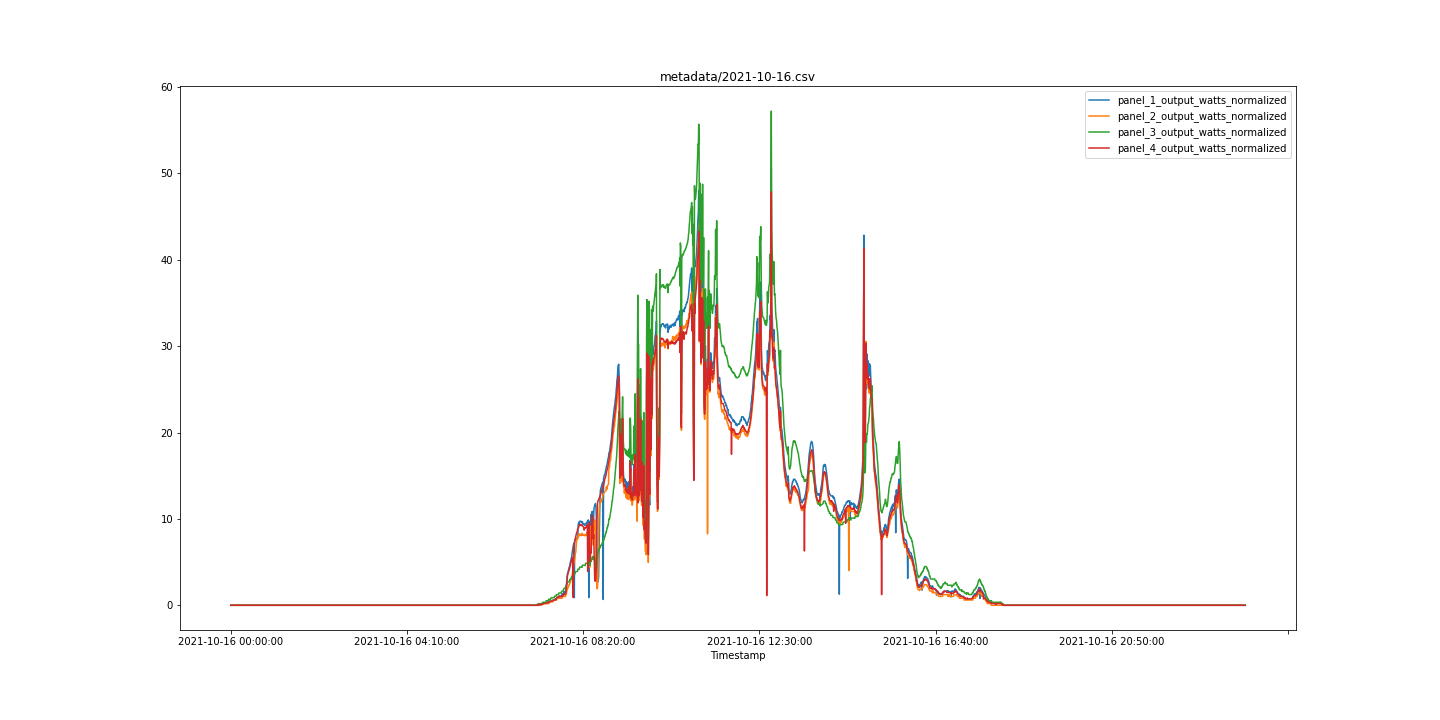 metadata/2021-10-16.csv
panel_1_output_watts_normalized
panel_2_output_watts_normalized
panel_3_output_watts_normalized
panel_4_output_watts_normalized
60
50
40
30
20
10
0
2021-10-16 00:00:00 2021-10-16 04:10:00 2021-10-16 08:20:00 2021-10-16 12:30:00 2021-10-16 16:40:00 2021-10-16 20:50:00
Timestamp